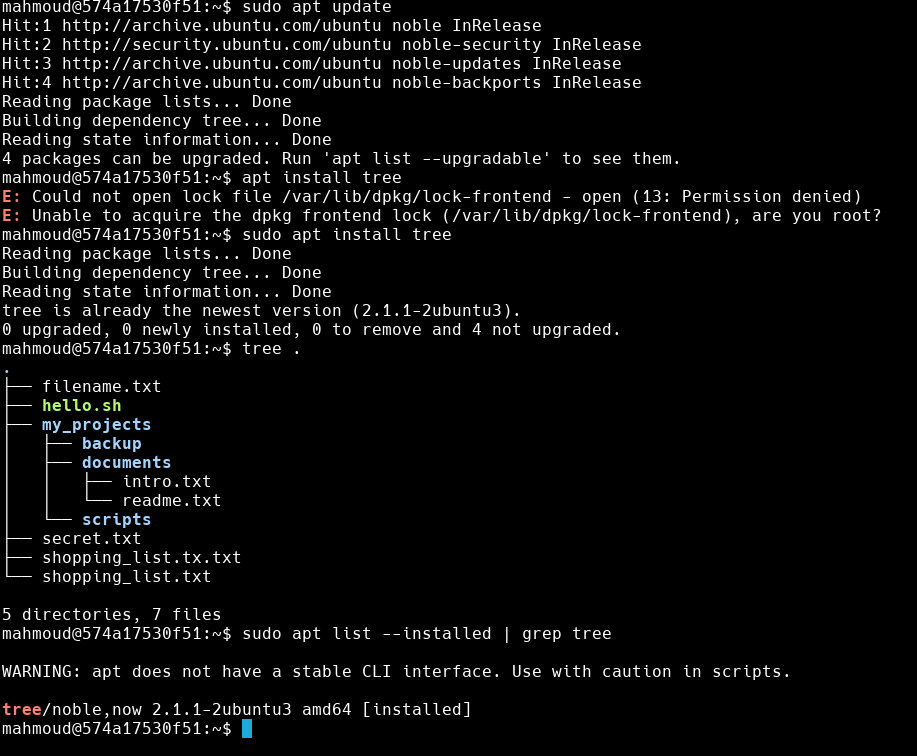 mahmoud@574a17530f51:~$ sudo apt update
Hit:1 http://archive.ubuntu.com/ubuntu noble InRelease
Hit:2 http://security.ubuntu.com/ubuntu noble-security InRelease
Hit:3 http://archive.ubuntu.com/ubuntu noble-updates InRelease
Hit:4 http://archive.ubuntu.com/ubuntu noble-backports InRelease
Reading package lists... Done
Building dependency tree... Done
Reading state information... Done
4 packages can be upgraded. Run 'apt list --upgradable' to see them.
mahmoud@574a17530f51:~$ apt install tree
E: Could not open lock file /var/lib/dpkg/lock-frontend - open (13: Permission denied)
E: Unable to acquire the dpkg frontend lock (/var/lib/dpkg/lock-frontend), are you root?
mahmoud@574a17530f51:~$ sudo apt install tree
Reading package lists... Done
Building dependency tree... Done
Reading state information... Done
tree is already the newest version (2.1.1-2ubuntu3).
0 upgraded, 0 newly installed, 0 to remove and 4 not upgraded.
mahmoud@574a17530f51:~$ tree .
.
├── filename.txt
├── hello.sh
├── my_projects
│   ├── backup
│   ├── documents
│   │   ├── intro.txt
│   │   └── readme.txt
│   └── scripts
├── secret.txt
├── shopping_list.tx.txt
└── shopping_list.txt

5 directories, 7 files
mahmoud@574a17530f51:~$ sudo apt list --installed | grep tree

WARNING: apt does not have a stable CLI interface. Use with caution in scripts.

tree/noble,now 2.1.1-2ubuntu3 amd64 [installed]
mahmoud@574a17530f51:~$